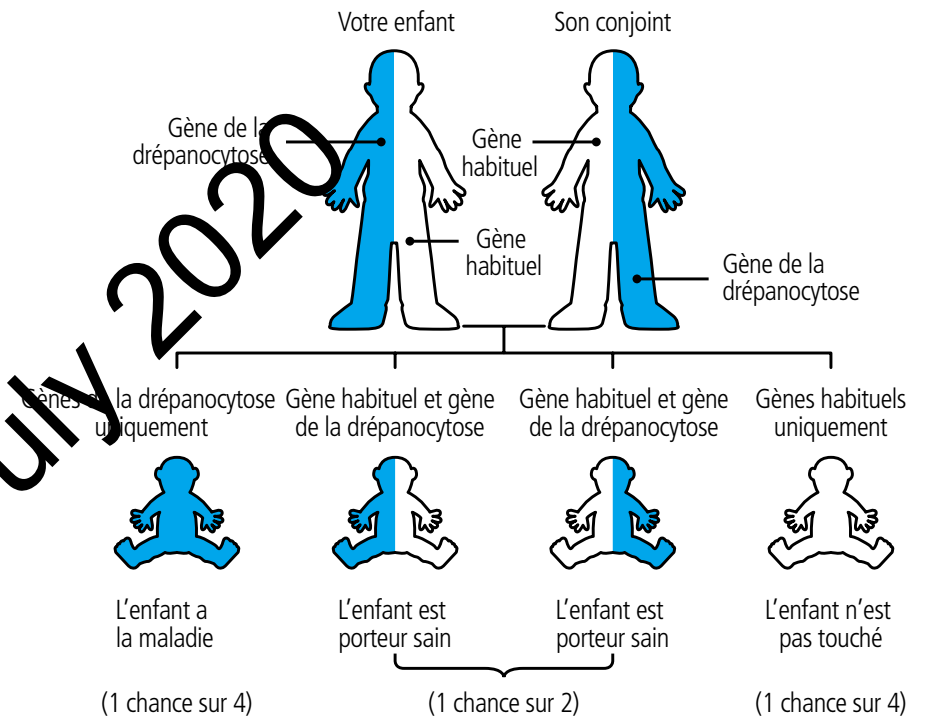 Votre enfant
Son conjoint
Gène de la
drépanocytose
Gène
habituel
Gène
habituel
Gène de la
drépanocytose
Gènes de la drépanocytose
uniquement
Gène habituel et gène
de la drépanocytose
Gène habituel et gène
de la drépanocytose
Gènes habituels
uniquement
L'enfant a
la maladie
L'enfant est
porteur sain
L'enfant est
porteur sain
L'enfant n'est
pas touché
(1 chance sur 4)
(1 chance sur 2)
(1 chance sur 4)
uly 2020